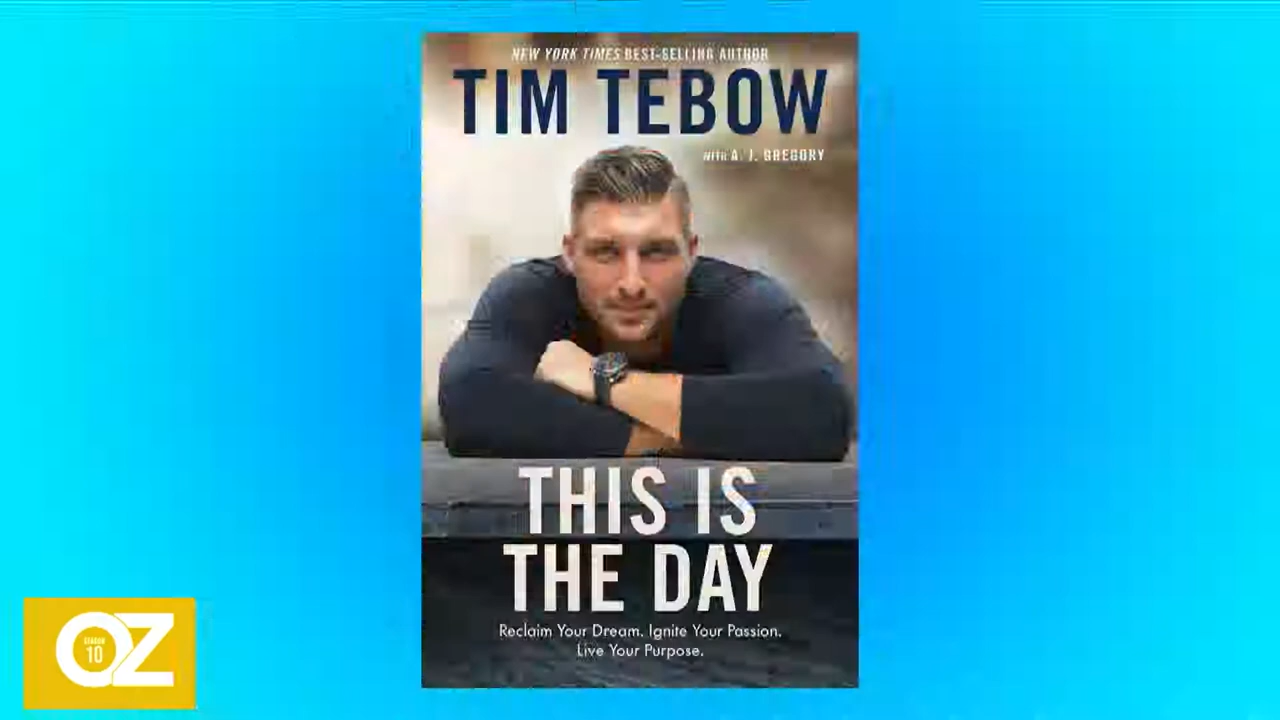 NEW YORK TIMES BEST-SELLING AUTHOR
TIM TEBOW
with A. J. GREGORY
THIS IS
THE DAY
Reclaim Your Dream. Ignite Your Passion.
Live Your Purpose.
OZ
SEASON
10